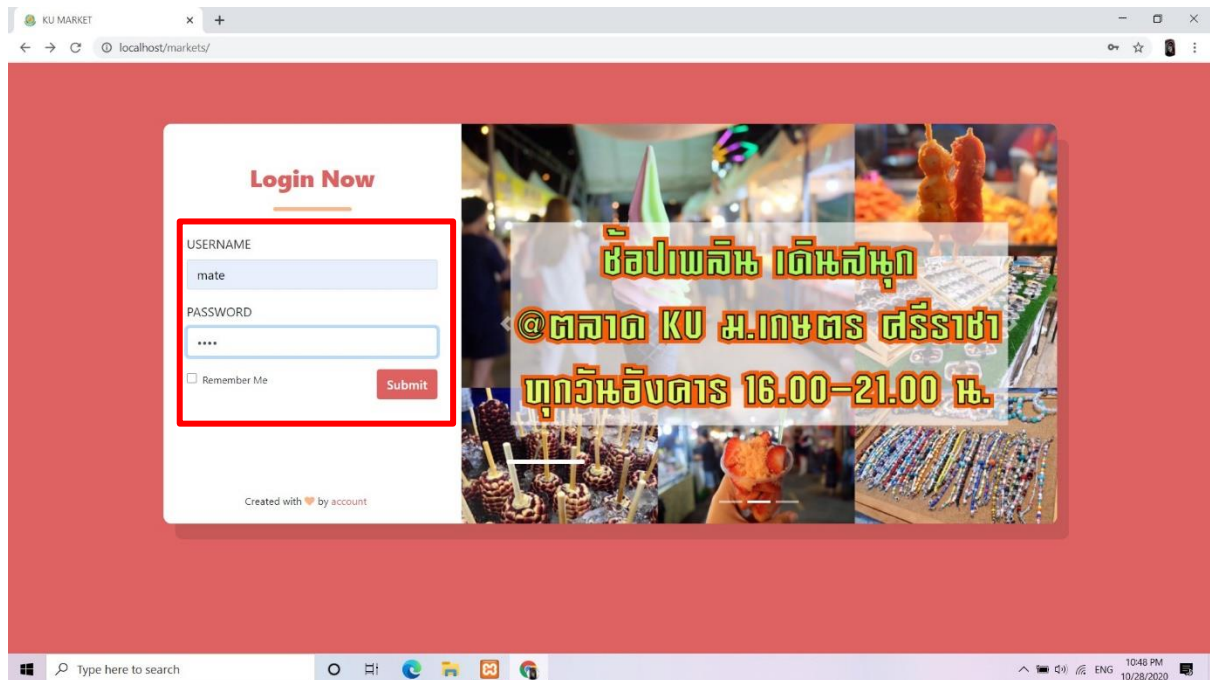 KU MARKET
localhost/markets/
Login Now
USERNAME
mate
PASSWORD
••••
Remember Me
Submit
Created with 🧡 by account
ช้อปเพลิน เดินสนุก
@ตลาด KU ม.เกษตร ศรีราชา
ทุกวันอังคาร 16.00-21.00 น.
Type here to search
ENG
10:48 PM
10/28/2020